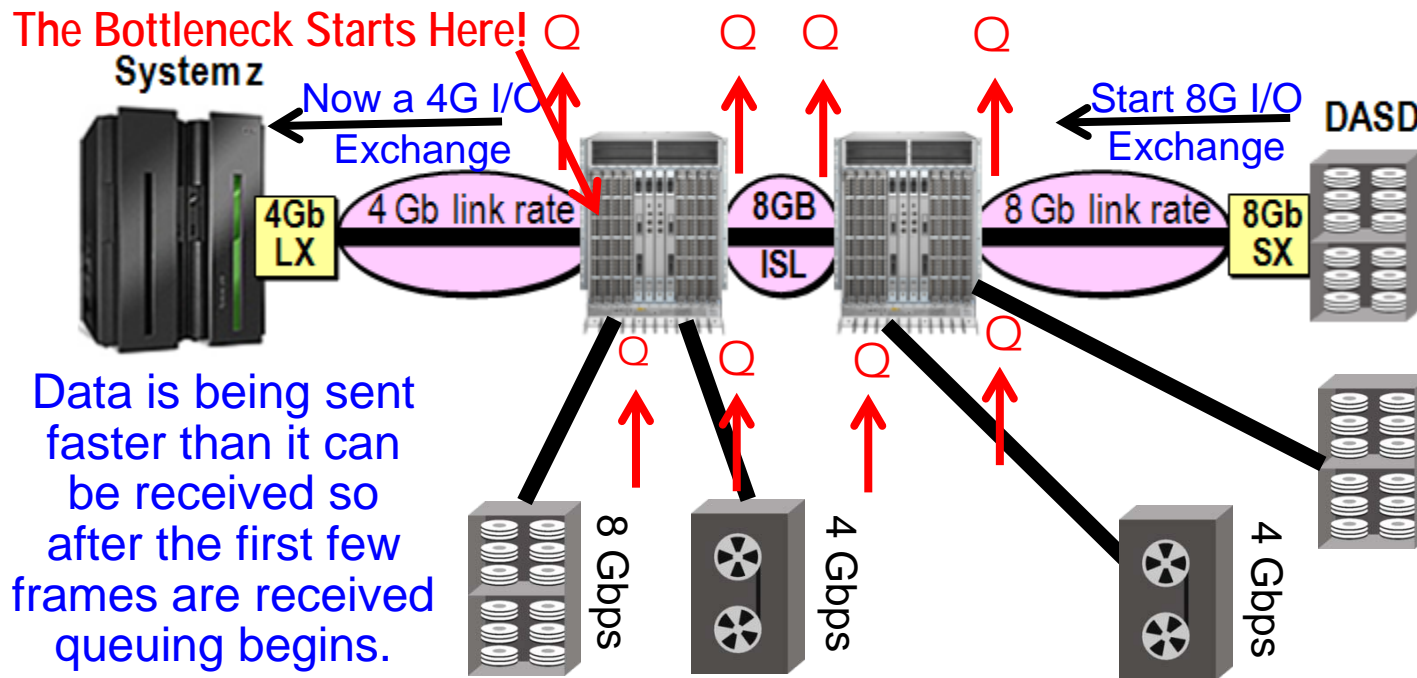 The Bottleneck Starts Here!
Q
Q
Q
Q
System z
Now a 4G I/O
Exchange
Start 8G I/O
Exchange
DASD
4Gb
LX
4 Gb link rate
8GB
ISL
8 Gb link rate
8Gb
SX
Q
Q
Q
Q
Data is being sent
faster than it can
be received so
after the first few
frames are received
queuing begins.
8 Gbps
4 Gbps
4 Gbps